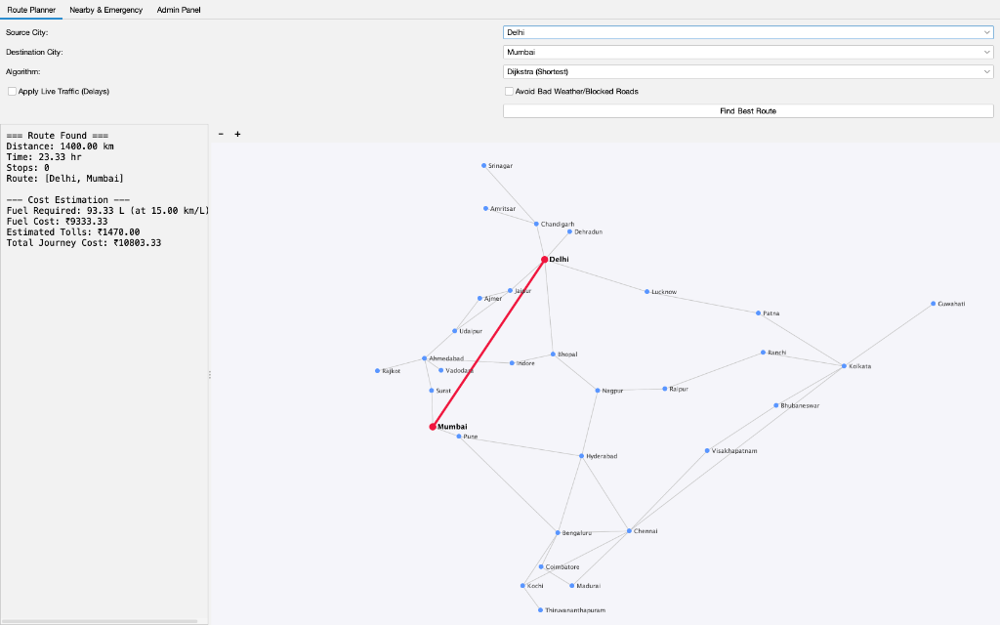 Route Planner Nearby & Emergency Admin Panel
Source City: Delhi
Destination City: Mumbai
Algorithm: Dijkstra (Shortest)
Apply Live Traffic (Delays) Avoid Bad Weather/Blocked Roads
Find Best Route
=== Route Found ===
Distance: 1400.00 km
Time: 23.33 hr
Stops: 0
Route: [Delhi, Mumbai]
--- Cost Estimation ---
Fuel Required: 93.33 L (at 15.00 km/L)
Fuel Cost: ₹9333.33
Estimated Tolls: ₹1470.00
Total Journey Cost: ₹10803.33
- +
Srinagar
Amritsar
Chandigarh
Dehradun
Delhi
Jaipur
Lucknow
Ajmer
Guwahati
Patna
Udaipur
Ranchi
Bhopal
Ahmedabad
Indore
Kolkata
Rajkot
Vadodara
Raipur
Surat
Nagpur
Bhubaneswar
Mumbai
Pune
Visakhapatnam
Hyderabad
Chennai
Bengaluru
Coimbatore
Kochi
Madurai
Thiruvananthapuram